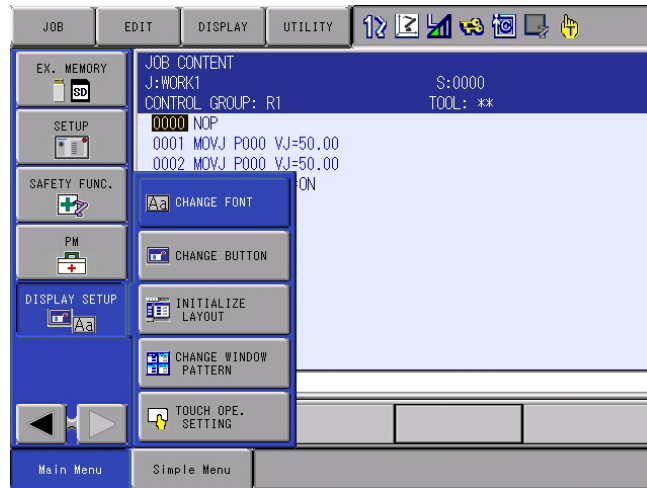 JOB
EDIT
DISPLAY
UTILITY
EX. MEMORY
SD
SETUP
SAFETY FUNC.
PM
DISPLAY SETUP
Aa
JOB CONTENT
J:WORK1 S:0000
CONTROL GROUP: R1 TOOL: **
0000 NOP
0001 MOVJ P000 VJ=50.00
0002 MOVJ P000 VJ=50.00
=ON
Aa CHANGE FONT
CHANGE BUTTON
INITIALIZE
LAYOUT
CHANGE WINDOW
PATTERN
TOUCH OPE.
SETTING
Main Menu
Simple Menu